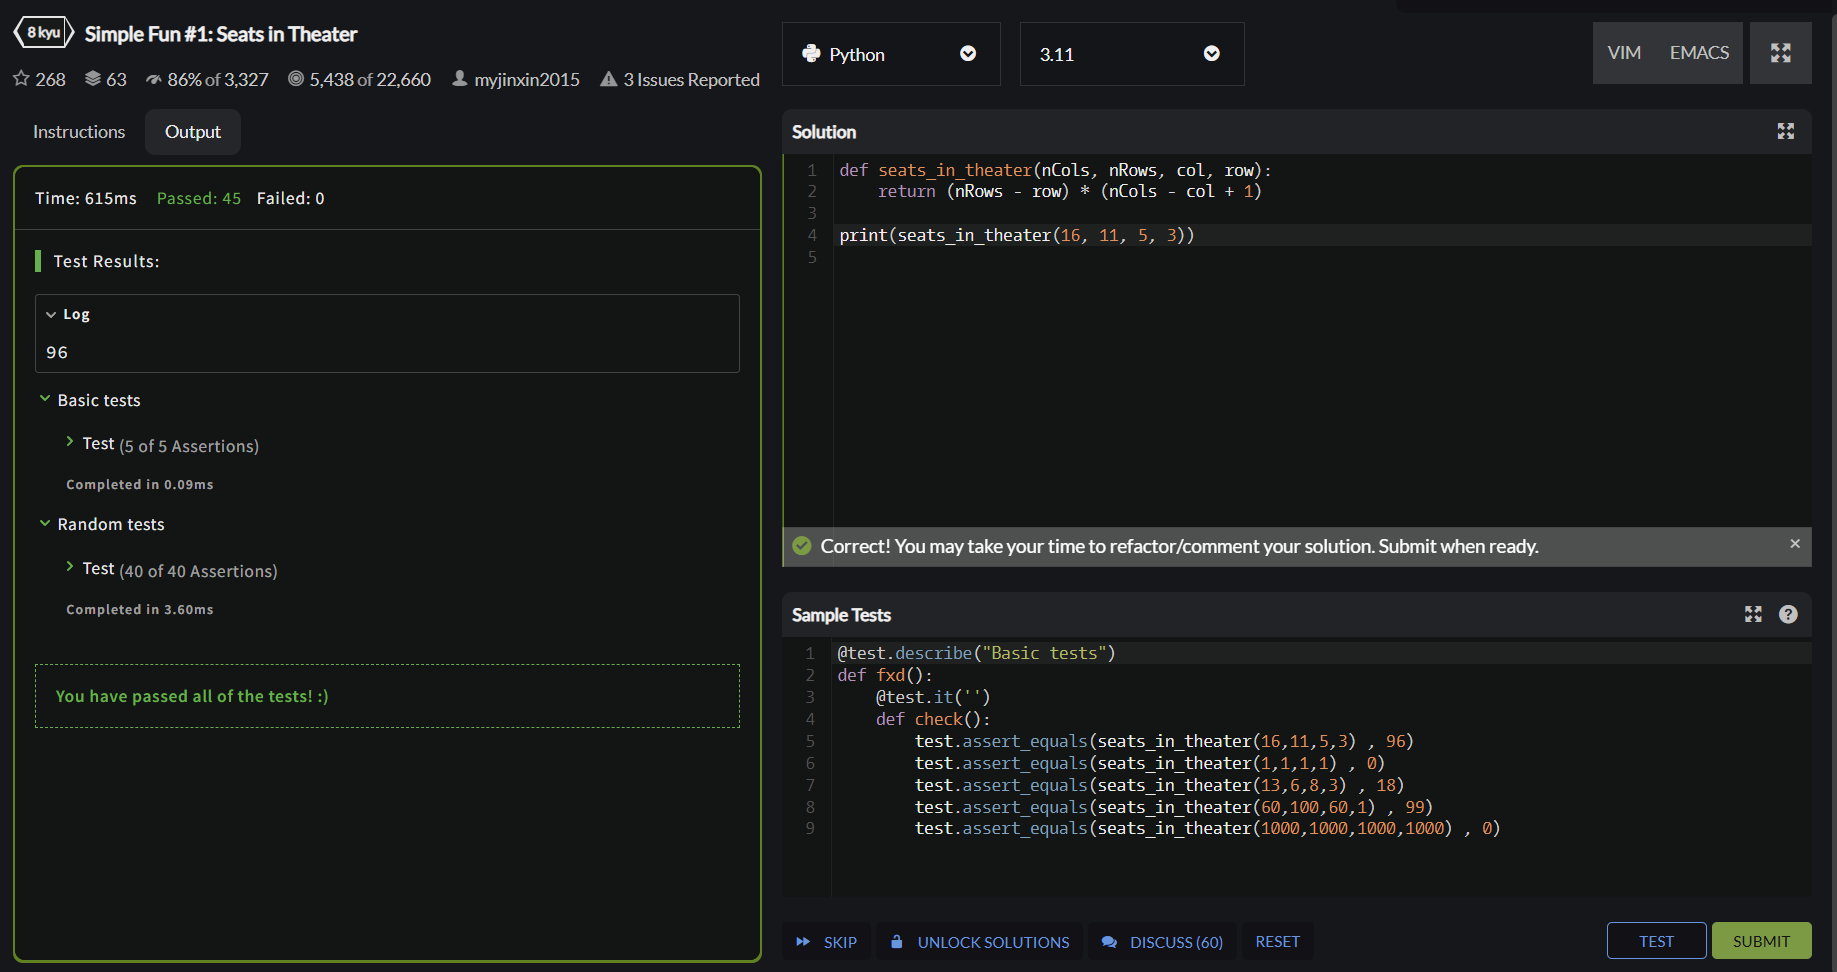 8 kyu Simple Fun #1: Seats in Theater
268 63 86% of 3,327 5,438 of 22,660 myjinxin2015 3 Issues Reported
Instructions Output
Time: 615ms Passed: 45 Failed: 0
Test Results:
Log
96
Basic tests
Test (5 of 5 Assertions)
Completed in 0.09ms
Random tests
Test (40 of 40 Assertions)
Completed in 3.60ms
You have passed all of the tests! :)
Python 3.11 VIM EMACS
Solution
1 def seats_in_theater(nCols, nRows, col, row):
2     return (nRows - row) * (nCols - col + 1)
3
4 print(seats_in_theater(16, 11, 5, 3))
5
Correct! You may take your time to refactor/comment your solution. Submit when ready. ×
Sample Tests ?
1 @test.describe("Basic tests")
2 def fxd():
3     @test.it('')
4     def check():
5         test.assert_equals(seats_in_theater(16,11,5,3) , 96)
6         test.assert_equals(seats_in_theater(1,1,1,1) , 0)
7         test.assert_equals(seats_in_theater(13,6,8,3) , 18)
8         test.assert_equals(seats_in_theater(60,100,60,1) , 99)
9         test.assert_equals(seats_in_theater(1000,1000,1000,1000) , 0)
SKIP UNLOCK SOLUTIONS DISCUSS (60) RESET TEST SUBMIT